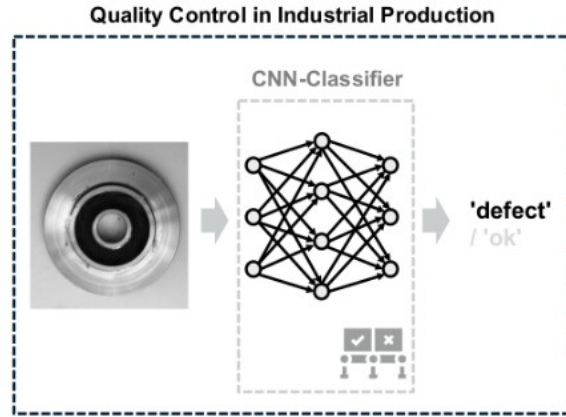 Quality Control in Industrial Production
CNN-Classifier
'defect'
/ 'ok'